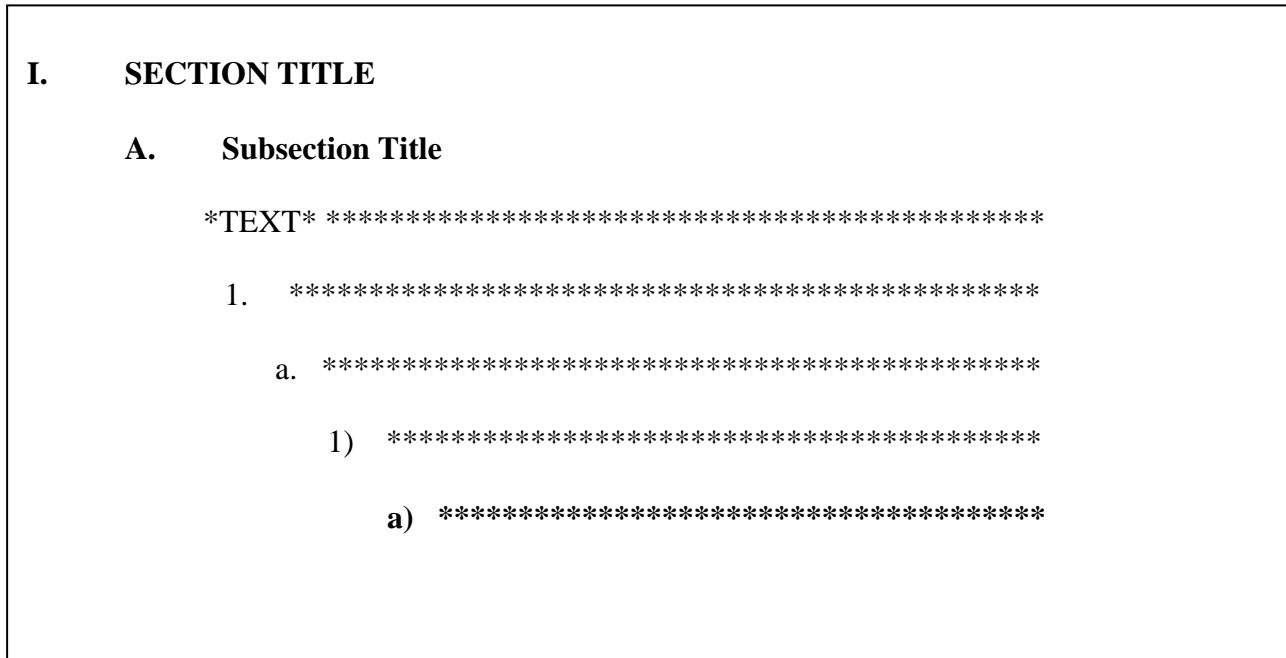 I. SECTION TITLE
A. Subsection Title
*TEXT* *********************************************
1. ***********************************************
a. *********************************************
1) *****************************************
a) **************************************